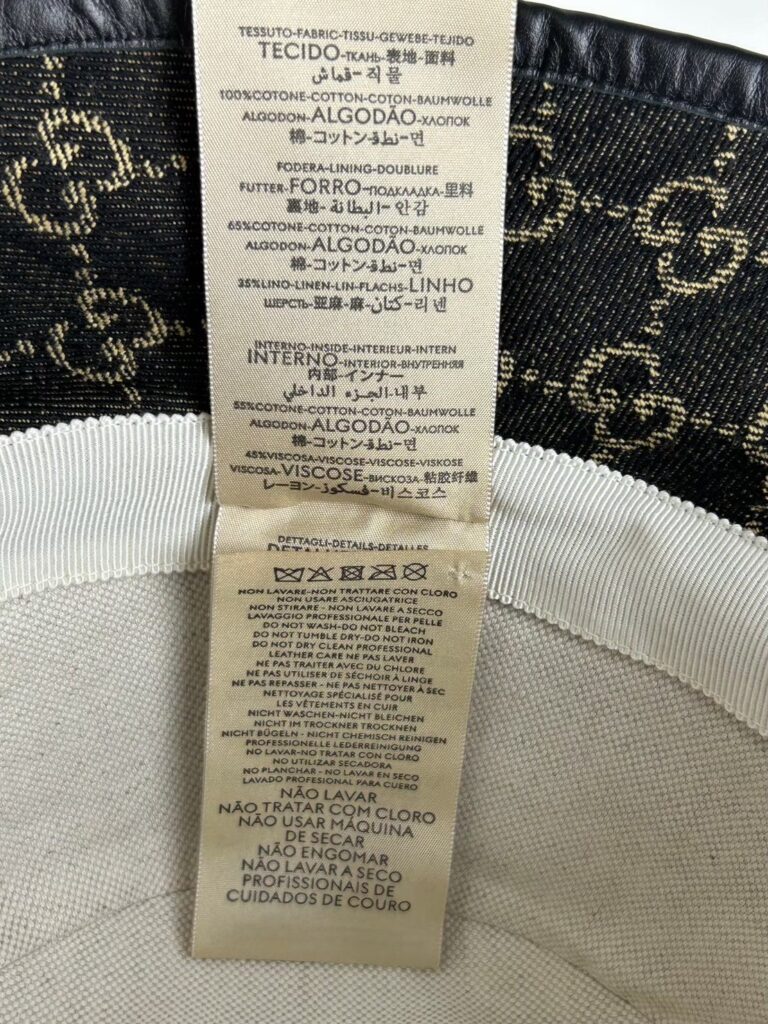 TESSUTO-FABRIC-TISSU-GEWEBE-TEJIDO
TECIDO-ТКАНЬ-表地-面料
قماش-직물
100%COTONE-COTTON-COTON-BAUMWOLLE
ALGODON-ALGODÃO-ХЛОПОК
棉-コットン-نطق-면
FODERA-LINING-DOUBLURE
FUTTER-FORRO-ПОДКЛАДКА-里料
裏地-البطانة-안감
65%COTONE-COTTON-COTON-BAUMWOLLE
ALGODON-ALGODÃO-ХЛОПОК
棉-コットン-نطق-면
35%LINO-LINEN-LIN-FLACHS-LINHO
ШЕРСТЬ-亚麻-麻-كتان-리넨
INTERNO-INSIDE-INTERIEUR-INTERN
INTERNO-INTERIOR-ВНУТРЕННЯЯ
内部-インナー
الجزء الداخلي-내부
55%COTONE-COTTON-COTON-BAUMWOLLE
ALGODON-ALGODÃO-ХЛОПОК
棉-コットン-نطق-면
45%VISCOSA-VISCOSE-VISCOSE-VISKOSE
VISCOSA-VISCOSE-ВИСКОЗА-粘胶纤维
レーヨン-فسكوز-비스코스
DETTAGLI-DETAILS-DETALLES
NON LAVARE-NON TRATTARE CON CLORO
NON USARE ASCIUGATRICE
NON STIRARE - NON LAVARE A SECCO
LAVAGGIO PROFESSIONALE PER PELLE
DO NOT WASH-DO NOT BLEACH
DO NOT TUMBLE DRY-DO NOT IRON
DO NOT DRY CLEAN PROFESSIONAL
LEATHER CARE NE PAS LAVER
NE PAS TRAITER AVEC DU CHLORE
NE PAS UTILISER DE SÉCHOIR À LINGE
NE PAS REPASSER - NE PAS NETTOYER À SEC
NETTOYAGE SPÉCIALISÉ POUR
LES VÊTEMENTS EN CUIR
NICHT WASCHEN-NICHT BLEICHEN
NICHT IM TROCKNER TROCKNEN
NICHT BÜGELN - NICHT CHEMISCH REINIGEN
PROFESSIONELLE LEDERREINIGUNG
NO LAVAR-NO TRATAR CON CLORO
NO UTILIZAR SECADORA
NO PLANCHAR - NO LAVAR EN SECO
LAVADO PROFESIONAL PARA CUERO
NÃO LAVAR
NÃO TRATAR COM CLORO
NÃO USAR MÁQUINA
DE SECAR
NÃO ENGOMAR
NÃO LAVAR A SECO
PROFISSIONAIS DE
CUIDADOS DE COURO